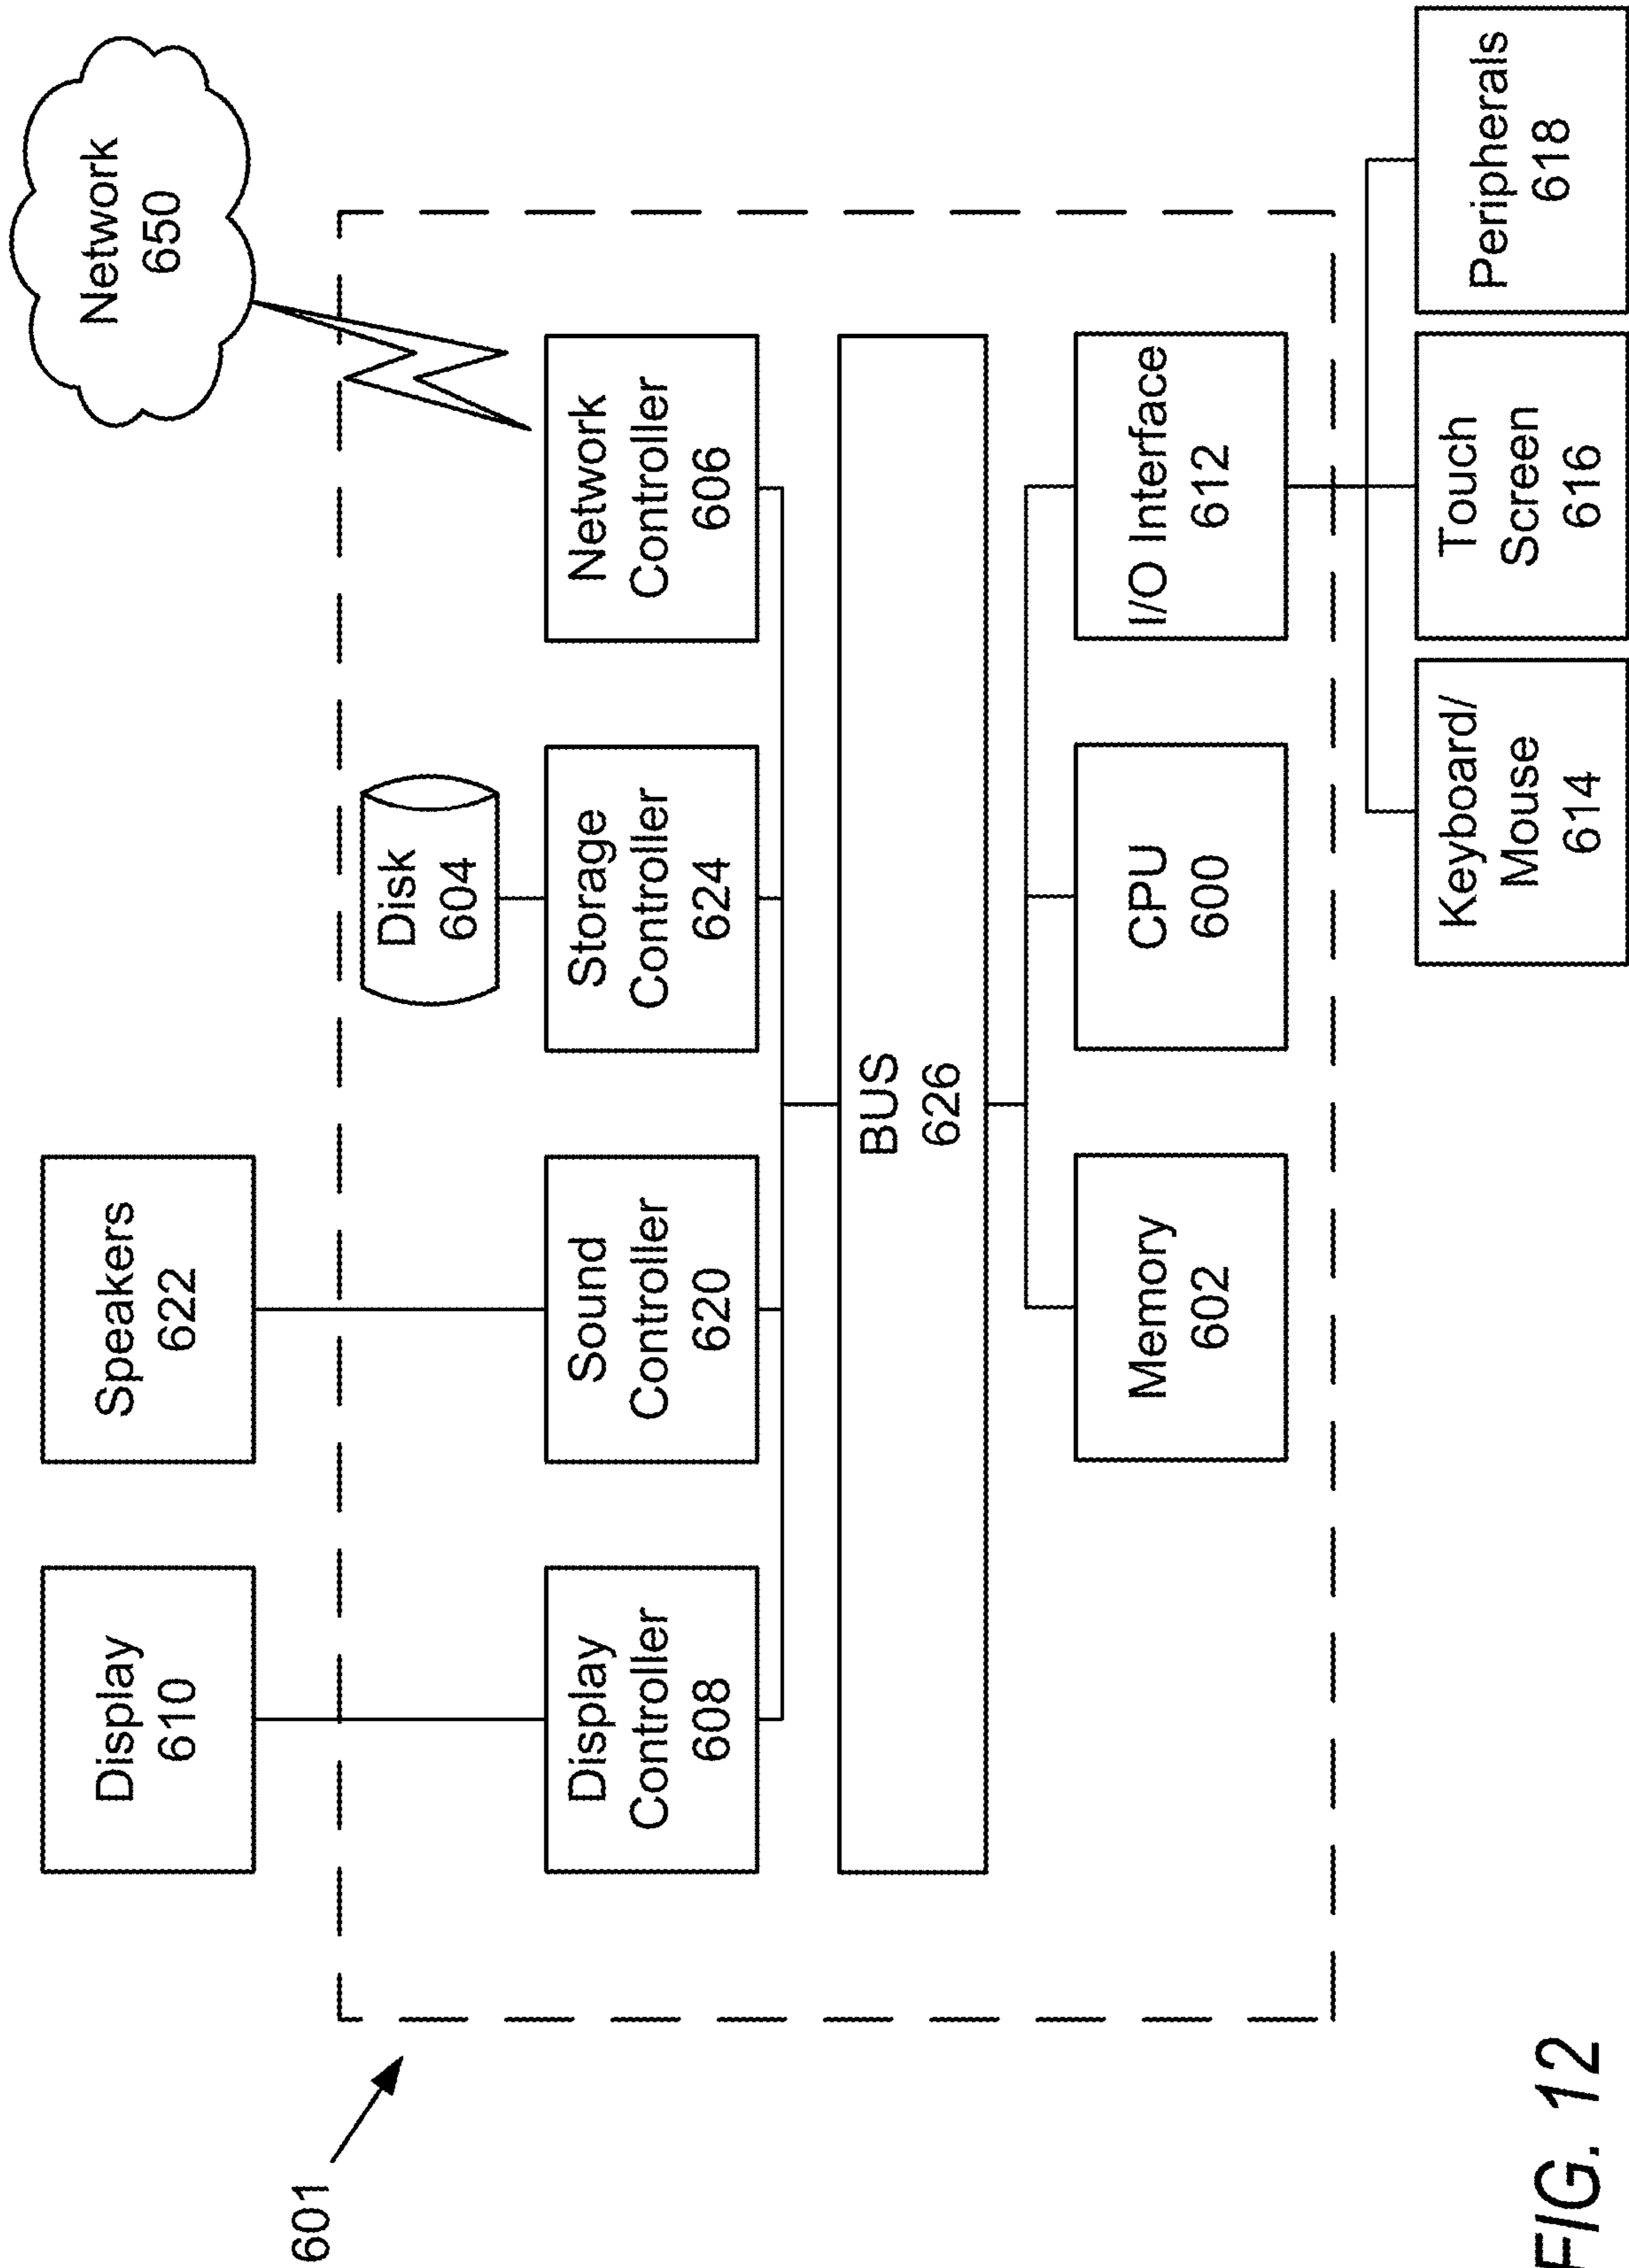 601
Display
610
Speakers
622
Network
650
Disk
604
Display
Controller
608
Sound
Controller
620
Storage
Controller
624
Network
Controller
606
BUS
626
Memory
602
CPU
600
I/O Interface
612
Keyboard/
Mouse
614
Touch
Screen
616
Peripherals
618
FIG. 12